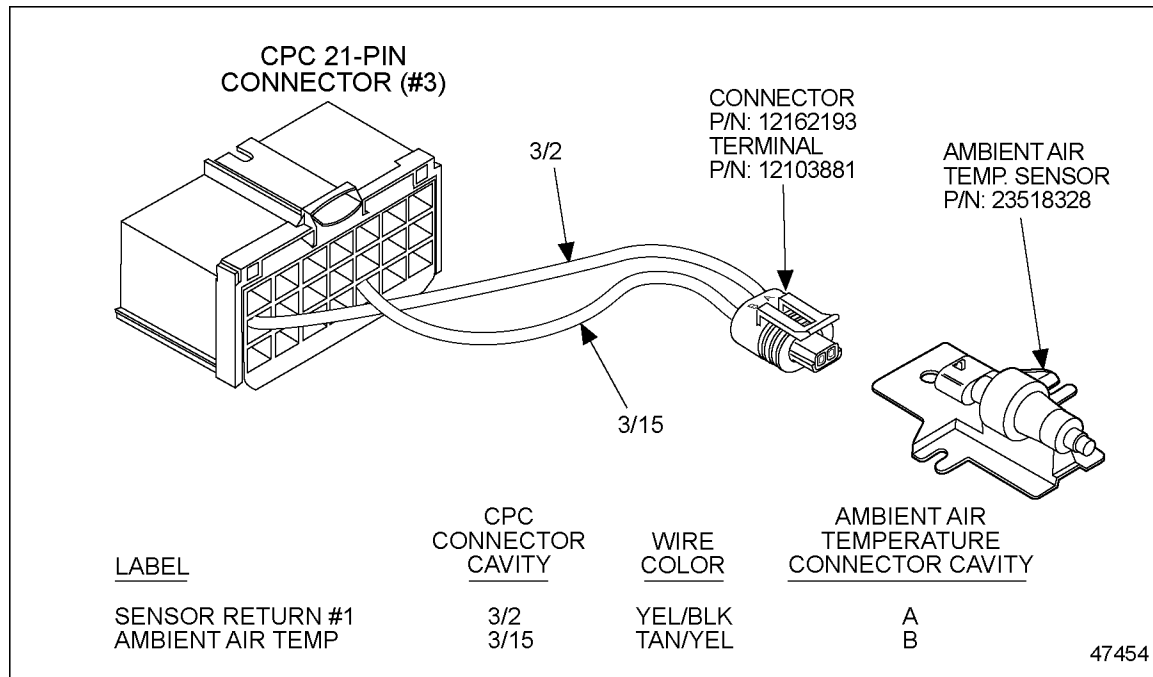 CPC 21-PIN
CONNECTOR (#3)
3/2
CONNECTOR
P/N: 12162193
TERMINAL
P/N: 12103881
AMBIENT AIR
TEMP. SENSOR
P/N: 23518328
B A
3/15
LABEL
CPC
CONNECTOR
CAVITY
WIRE
COLOR
AMBIENT AIR
TEMPERATURE
CONNECTOR CAVITY
SENSOR RETURN #1 3/2 YEL/BLK A
AMBIENT AIR TEMP 3/15 TAN/YEL B
47454